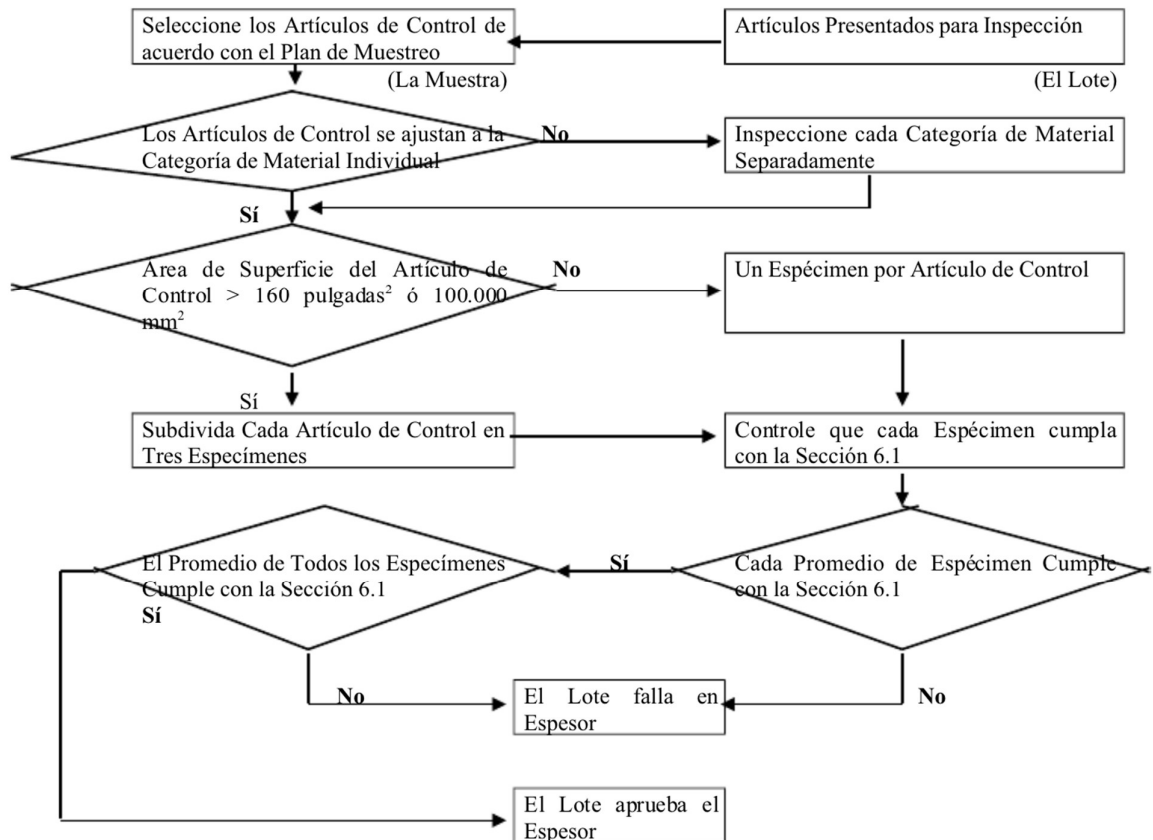 Seleccione los Artículos de Control de
acuerdo con el Plan de Muestreo
Artículos Presentados para Inspección
(La Muestra)
(El Lote)
Los Artículos de Control se ajustan a la
Categoría de Material Individual
No
Inspeccione cada Categoría de Material
Separadamente
Sí
Area de Superficie del Artículo de
Control > 160 pulgadas² ó 100.000
mm²
No
Un Espécimen por Artículo de Control
Sí
Subdivida Cada Artículo de Control en
Tres Especímenes
Controle que cada Espécimen cumpla
con la Sección 6.1
El Promedio de Todos los Especímenes
Cumple con la Sección 6.1
Sí
Sí
Cada Promedio de Espécimen Cumple
con la Sección 6.1
No
El Lote falla en
Espesor
No
El Lote aprueba el
Espesor